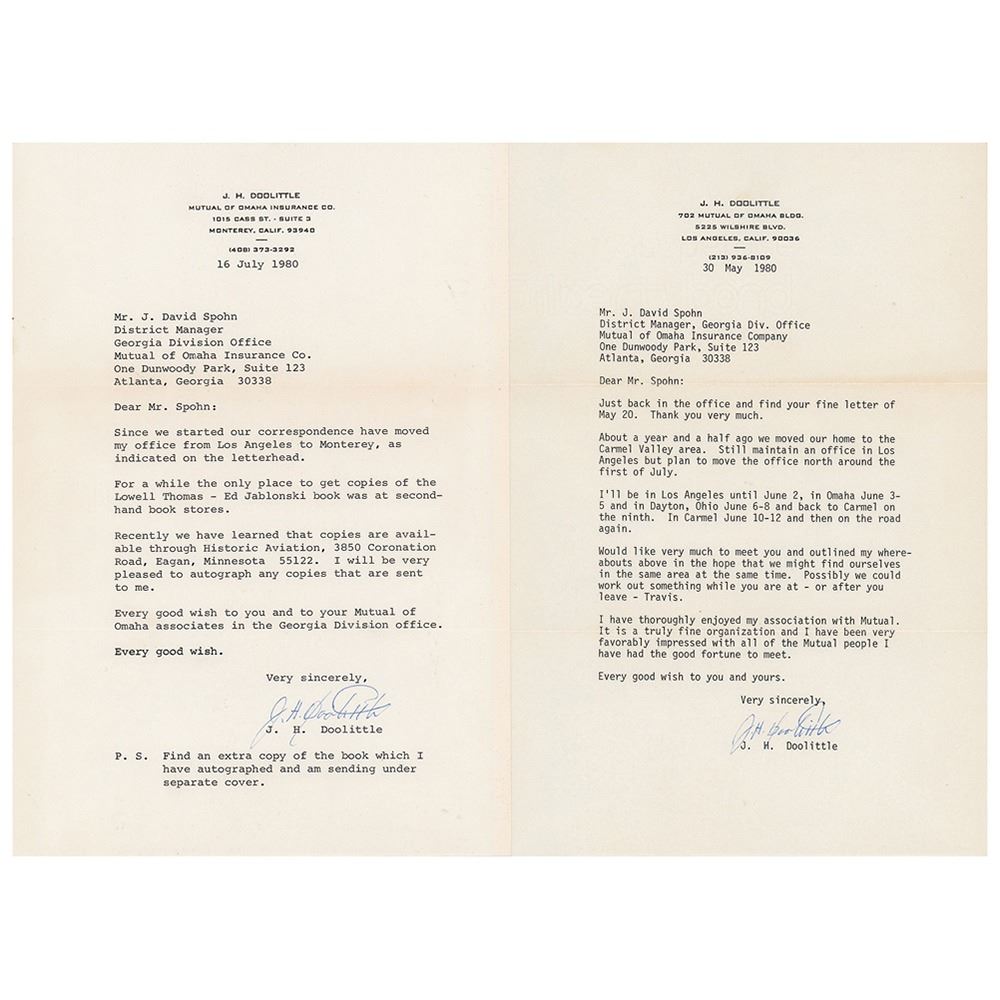 J. H. DOOLITTLE
MUTUAL OF OMAHA INSURANCE CO.
1015 CASS ST. - SUITE 3
MONTEREY, CALIF. 93940
(408) 373-3292
16 July 1980
Mr. J. David Spohn
District Manager
Georgia Division Office
Mutual of Omaha Insurance Co.
One Dunwoody Park, Suite 123
Atlanta, Georgia  30338
Dear Mr. Spohn:
Since we started our correspondence have moved
my office from Los Angeles to Monterey, as
indicated on the letterhead.
For a while the only place to get copies of the
Lowell Thomas - Ed Jablonski book was at second-
hand book stores.
Recently we have learned that copies are avail-
able through Historic Aviation, 3850 Coronation
Road, Eagan, Minnesota  55122.  I will be very
pleased to autograph any copies that are sent
to me.
Every good wish to you and to your Mutual of
Omaha associates in the Georgia Division office.
Every good wish.
Very sincerely,
J.H. Doolittle
J. H. Doolittle
P. S.  Find an extra copy of the book which I
have autographed and am sending under
separate cover.
J. H. DOOLITTLE
702 MUTUAL OF OMAHA BLDG.
5225 WILSHIRE BLVD.
LOS ANGELES, CALIF. 90036
(213) 936-8109
30 May 1980
Mr. J. David Spohn
District Manager, Georgia Div. Office
Mutual of Omaha Insurance Company
One Dunwoody Park, Suite 123
Atlanta, Georgia  30338
Dear Mr. Spohn:
Just back in the office and find your fine letter of
May 20.  Thank you very much.
About a year and a half ago we moved our home to the
Carmel Valley area.  Still maintain an office in Los
Angeles but plan to move the office north around the
first of July.
I'll be in Los Angeles until June 2, in Omaha June 3-
5 and in Dayton, Ohio June 6-8 and back to Carmel on
the ninth.  In Carmel June 10-12 and then on the road
again.
Would like very much to meet you and outlined my where-
abouts above in the hope that we might find ourselves
in the same area at the same time.  Possibly we could
work out something while you are at - or after you
leave - Travis.
I have thoroughly enjoyed my association with Mutual.
It is a truly fine organization and I have been very
favorably impressed with all of the Mutual people I
have had the good fortune to meet.
Every good wish to you and yours.
Very sincerely,
J.H. Doolittle
J. H. Doolittle